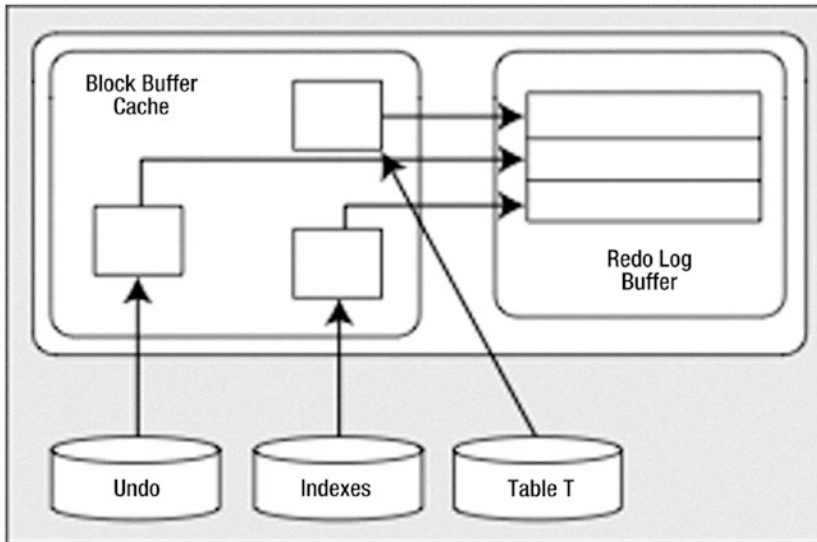 Block Buffer
Cache
Redo Log
Buffer
Undo
Indexes
Table T